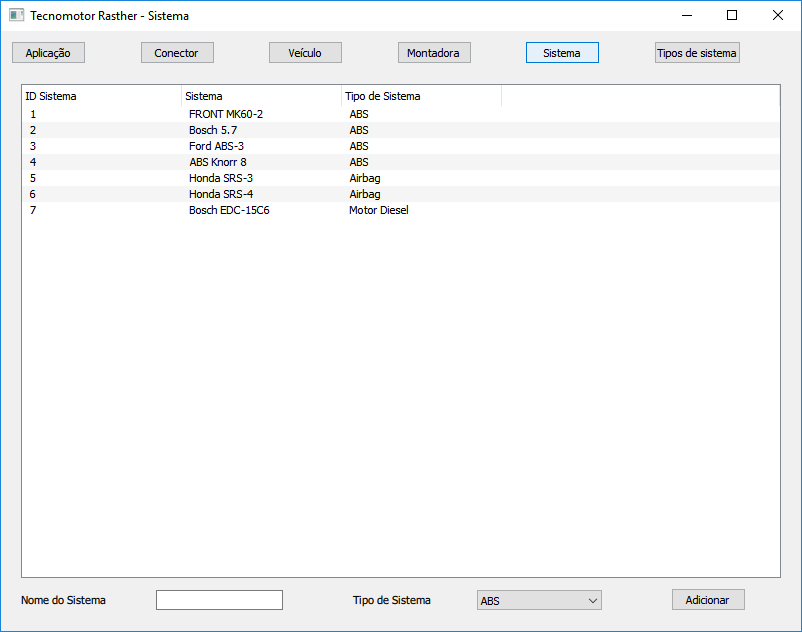 Tecnomotor Rasther - Sistema
Aplicação Conector Veículo Montadora Sistema Tipos de sistema
ID Sistema Sistema Tipo de Sistema
1 FRONT MK60-2 ABS
2 Bosch 5.7 ABS
3 Ford ABS-3 ABS
4 ABS Knorr 8 ABS
5 Honda SRS-3 Airbag
6 Honda SRS-4 Airbag
7 Bosch EDC-15C6 Motor Diesel
Nome do Sistema Tipo de Sistema ABS Adicionar